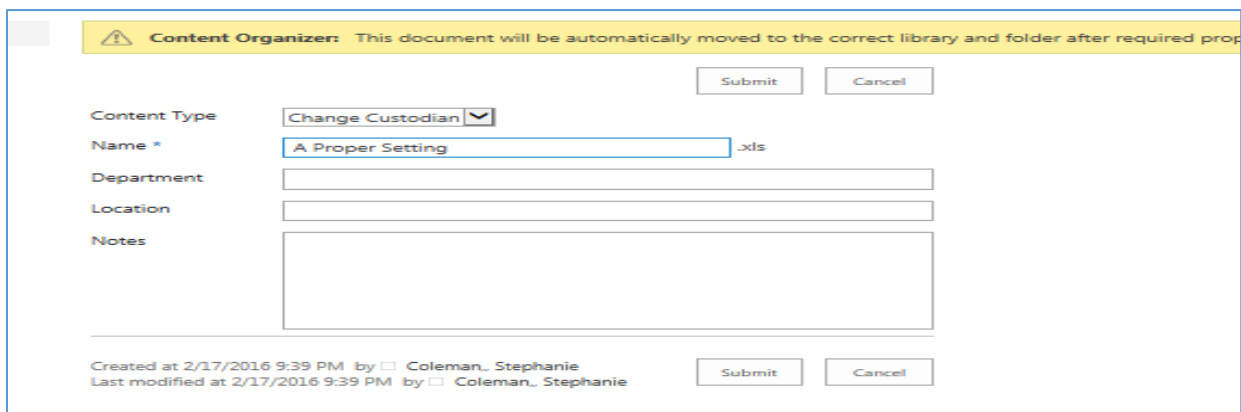 Content Organizer: This document will be automatically moved to the correct library and folder after required prop
Submit Cancel
Content Type Change Custodian
Name * A Proper Setting .xls
Department
Location
Notes
Created at 2/17/2016 9:39 PM by Coleman,, Stephanie
Last modified at 2/17/2016 9:39 PM by Coleman,, Stephanie
Submit Cancel